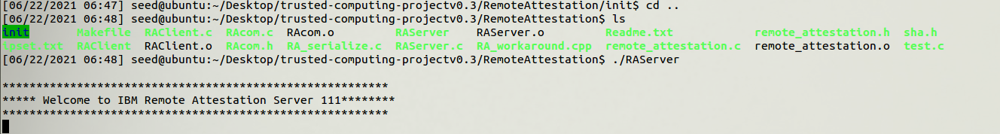 [06/22/2021 06:47] seed@ubuntu:~/Desktop/trusted-computing-projectv0.3/RemoteAttestation/init$ cd ..
[06/22/2021 06:48] seed@ubuntu:~/Desktop/trusted-computing-projectv0.3/RemoteAttestation$ ls
init Makefile RAClient.c RAcom.c RAcom.o RAServer RAServer.o Readme.txt remote_attestation.h sha.h
ipset.txt RAClient RAClient.o RAcom.h RA_serialize.c RAServer.c RA_workaround.cpp remote_attestation.c remote_attestation.o test.c
[06/22/2021 06:48] seed@ubuntu:~/Desktop/trusted-computing-projectv0.3/RemoteAttestation$ ./RAServer
*********************************************************
***** Welcome to IBM Remote Attestation Server 111********
*********************************************************